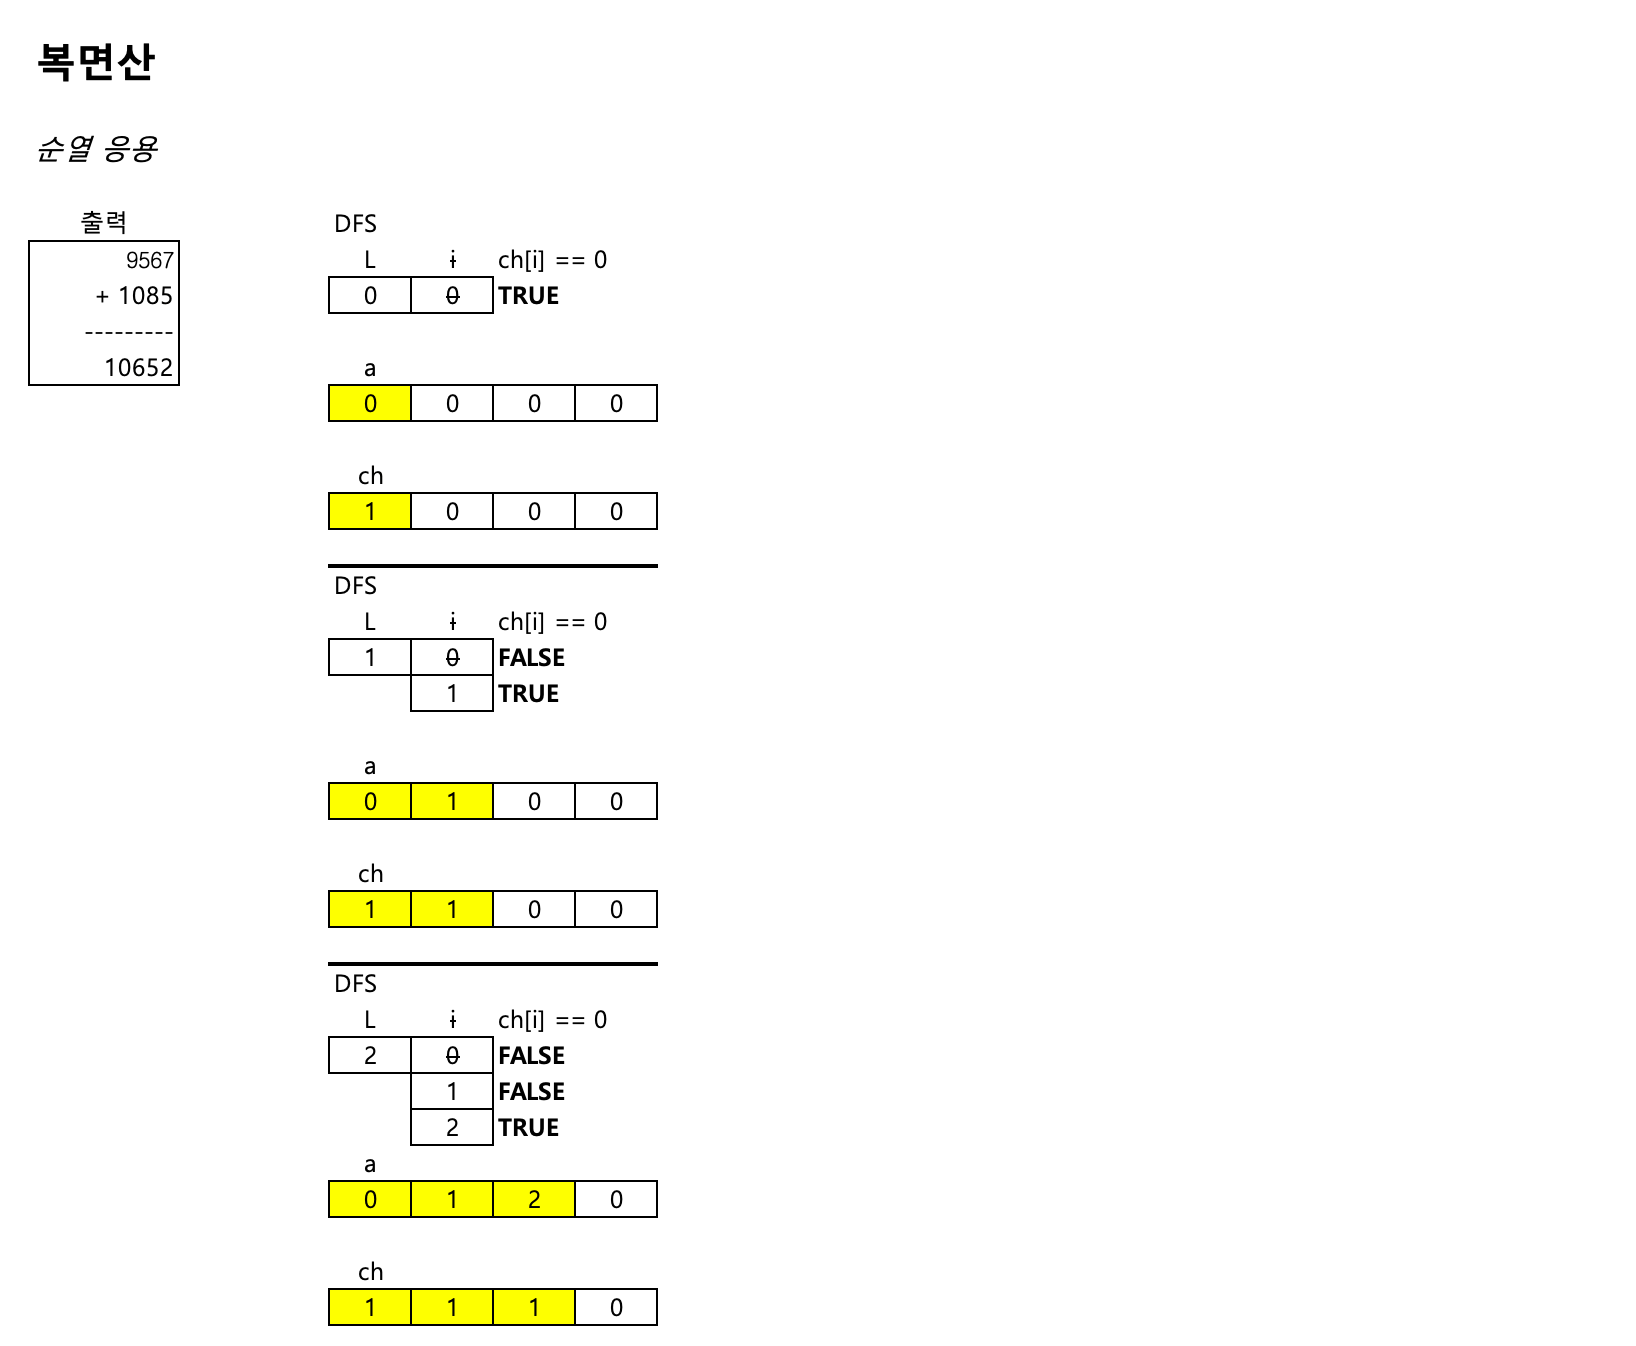 복면산
순열 응용
출력
9567
+ 1085
---------
10652
DFS
L i ch[i] == 0
0 0 TRUE
a
0 0 0 0
ch
1 0 0 0
DFS
L i ch[i] == 0
1 0 FALSE
1 TRUE
a
0 1 0 0
ch
1 1 0 0
DFS
L i ch[i] == 0
2 0 FALSE
1 FALSE
2 TRUE
a
0 1 2 0
ch
1 1 1 0